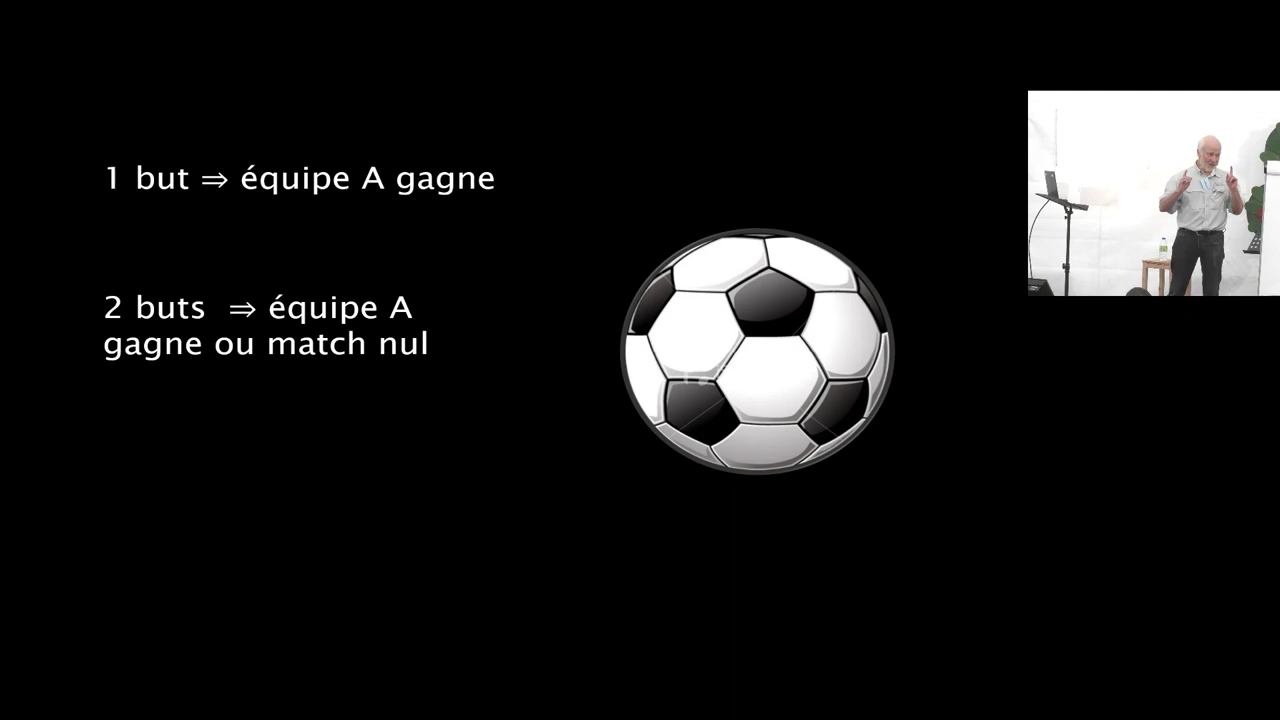 1 but ⇒ équipe A gagne
2 buts ⇒ équipe A
gagne ou match nul